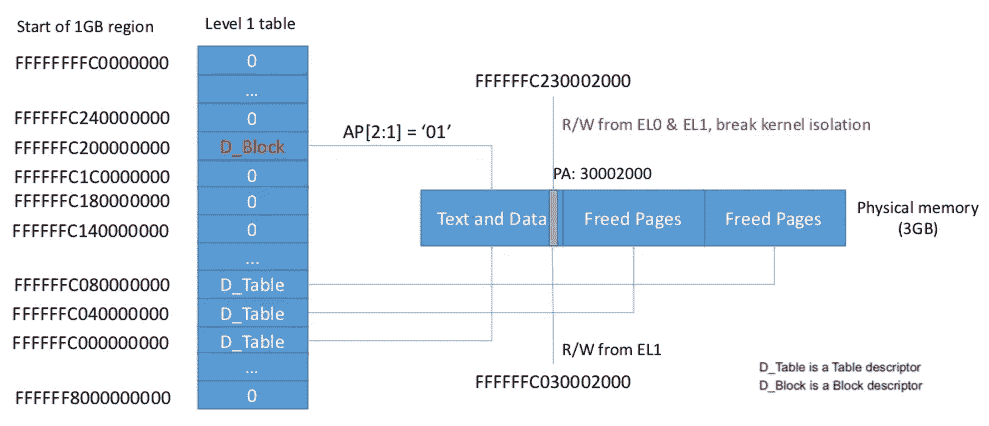 Start of 1GB region
Level 1 table
FFFFFFFFC0000000
0
...
FFFFFFC230002000
FFFFFFC240000000
0
AP[2:1] = ‘01’
R/W from EL0 & EL1, break kernel isolation
FFFFFFC200000000
D_Block
FFFFFFC1C0000000
0
PA: 30002000
FFFFFFC180000000
0
Text and Data
Freed Pages
Freed Pages
Physical memory
(3GB)
FFFFFFC140000000
0
...
FFFFFFC080000000
D_Table
FFFFFFC040000000
D_Table
FFFFFFC000000000
D_Table
R/W from EL1
...
D_Table is a Table descriptor
FFFFFFC030002000
D_Block is a Block descriptor
FFFFFF8000000000
0